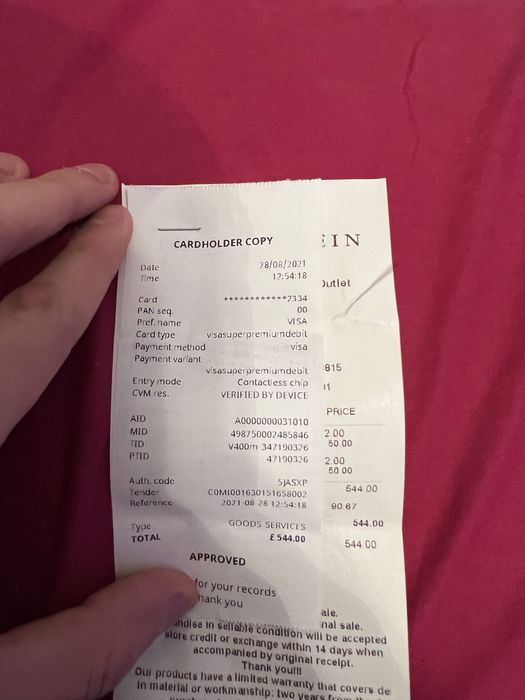 CARDHOLDER COPY
Date 28/08/2021
Time 12:54:18
Card ************2334
PAN seq. 00
Pref. name VISA
Card type visasuperpremiumdebit
Payment method visa
Payment variant
visasuperpremiumdebit
Entry mode Contactless chip
CVM res. VERIFIED BY DEVICE
AID A0000000031010
MID 498750002485846
TID V400m-347190326
PTID 47190326
Auth. code 5JASXP
Tender C0MI001630151658002
Reference 2021-08-28 12:54:18
Type GOODS SERVICES
TOTAL £ 544.00
APPROVED
for your records
hank you
EIN
Outlet
815
PRICE
2.00
50.00
2.00
50.00
544.00
90.67
544.00
544.00
ale.
nal sale.
andise in sellable condition will be accepted
store credit or exchange within 14 days when
accompanied by original receipt.
Thank you!!!
Our products have a limited warranty that covers de
in material or workmanship: two years from the